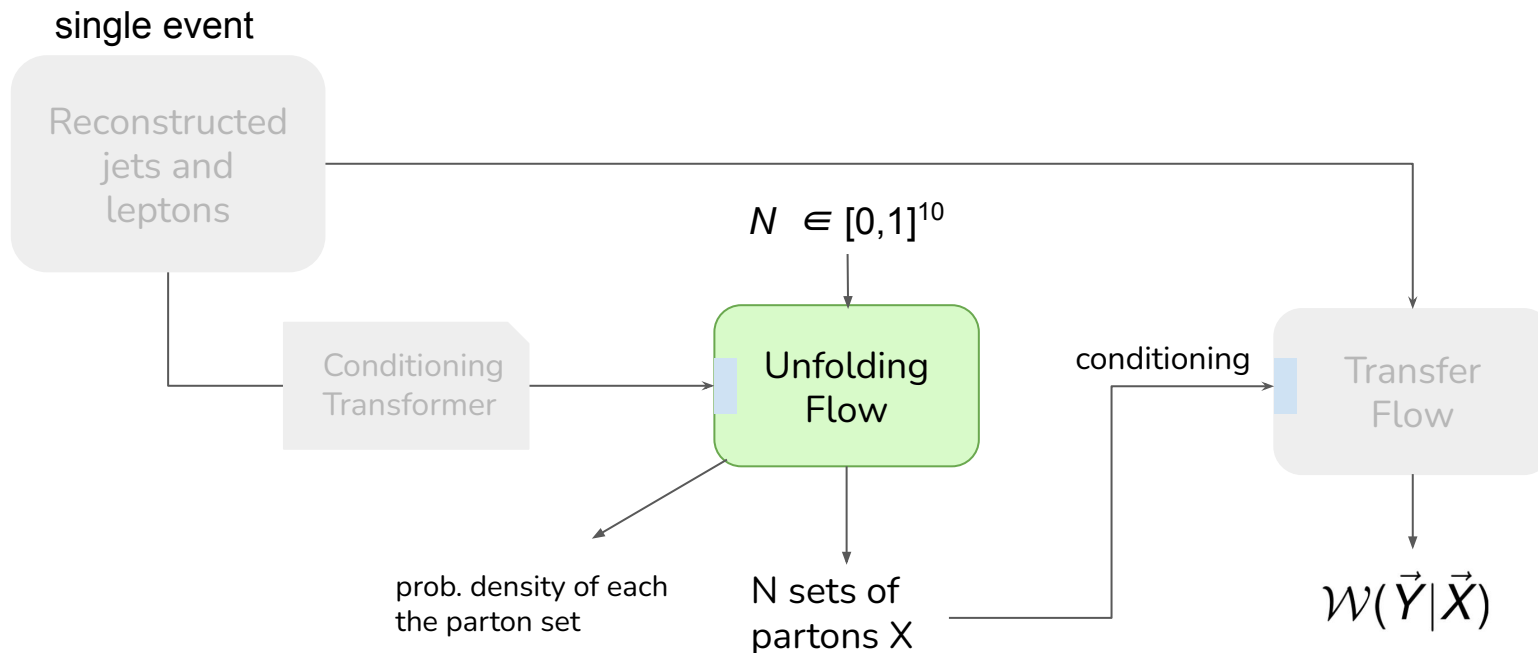 single event
Reconstructed
jets and
leptons
N ∈ [0,1]¹⁰
Conditioning
Transformer
Unfolding
Flow
conditioning
Transfer
Flow
prob. density of each
the parton set
N sets of
partons X
𝒲(Y⃗|X⃗)